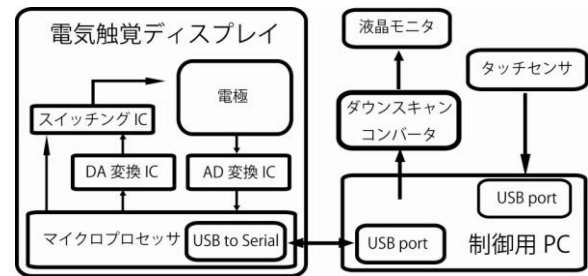 電気触覚ディスプレイ
電極
スイッチング IC
DA 変換 IC
AD 変換 IC
マイクロプロセッサ
USB to Serial
液晶モニタ
ダウンスキャン
コンバータ
タッチセンサ
USB port
USB port
制御用 PC